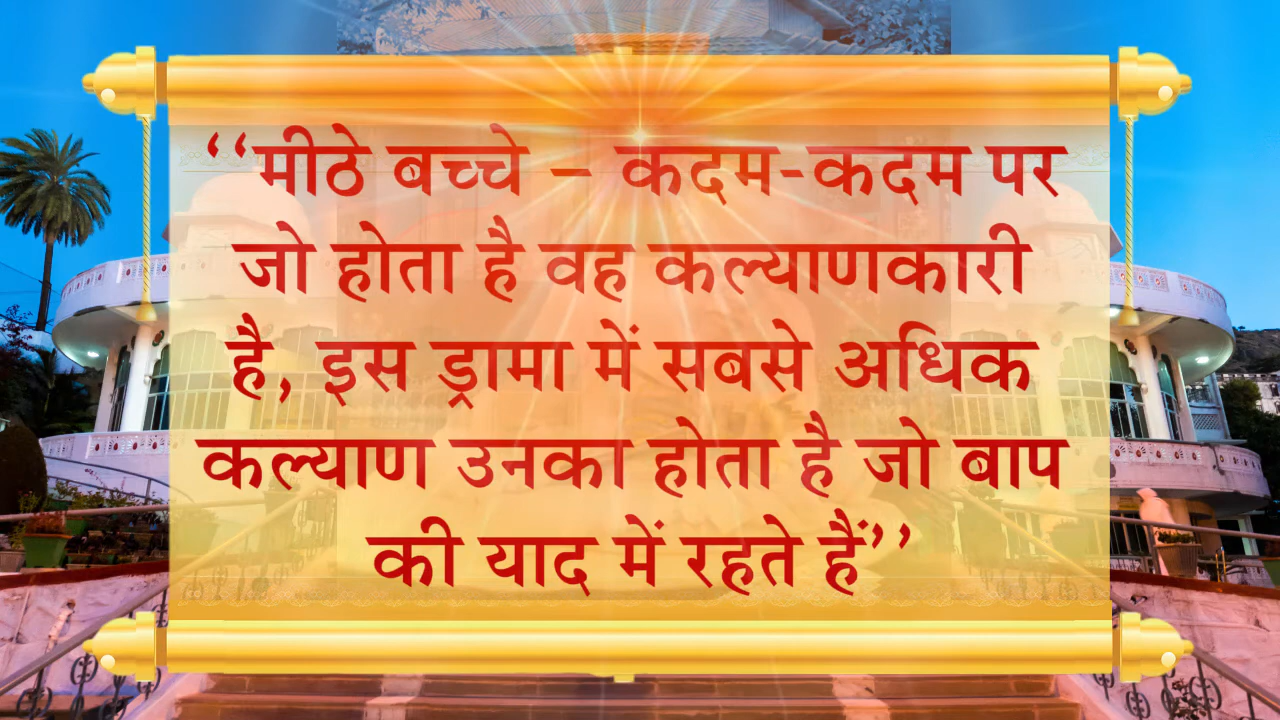 ‘‘मीठे बच्चे – कदम-कदम पर
जो होता है वह कल्याणकारी
है, इस ड्रामा में सबसे अधिक
कल्याण उनका होता है जो बाप
की याद में रहते हैं’’